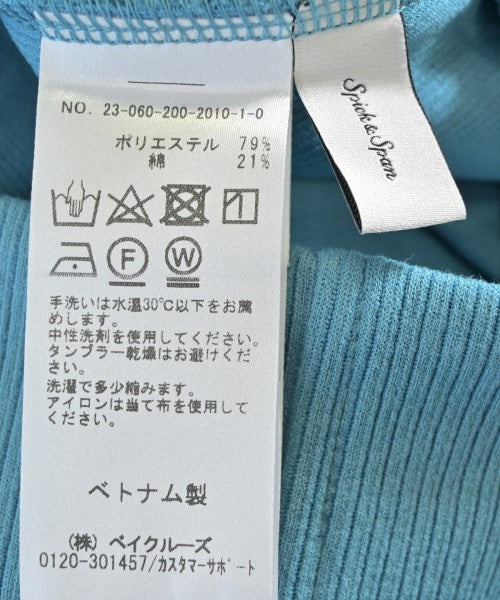 NO. 23-060-200-2010-1-0
ポリエステル 79%
綿 21%
F W
手洗いは水温30℃以下をお薦
めします。
中性洗剤を使用してください。
タンブラー乾燥はお避けくださ
い。
洗濯で多少縮みます。
アイロンは当て布を使用して
ください。
ベトナム製
(株) ベイクルーズ
0120-301457/カスタマーサポート
Spick & Span